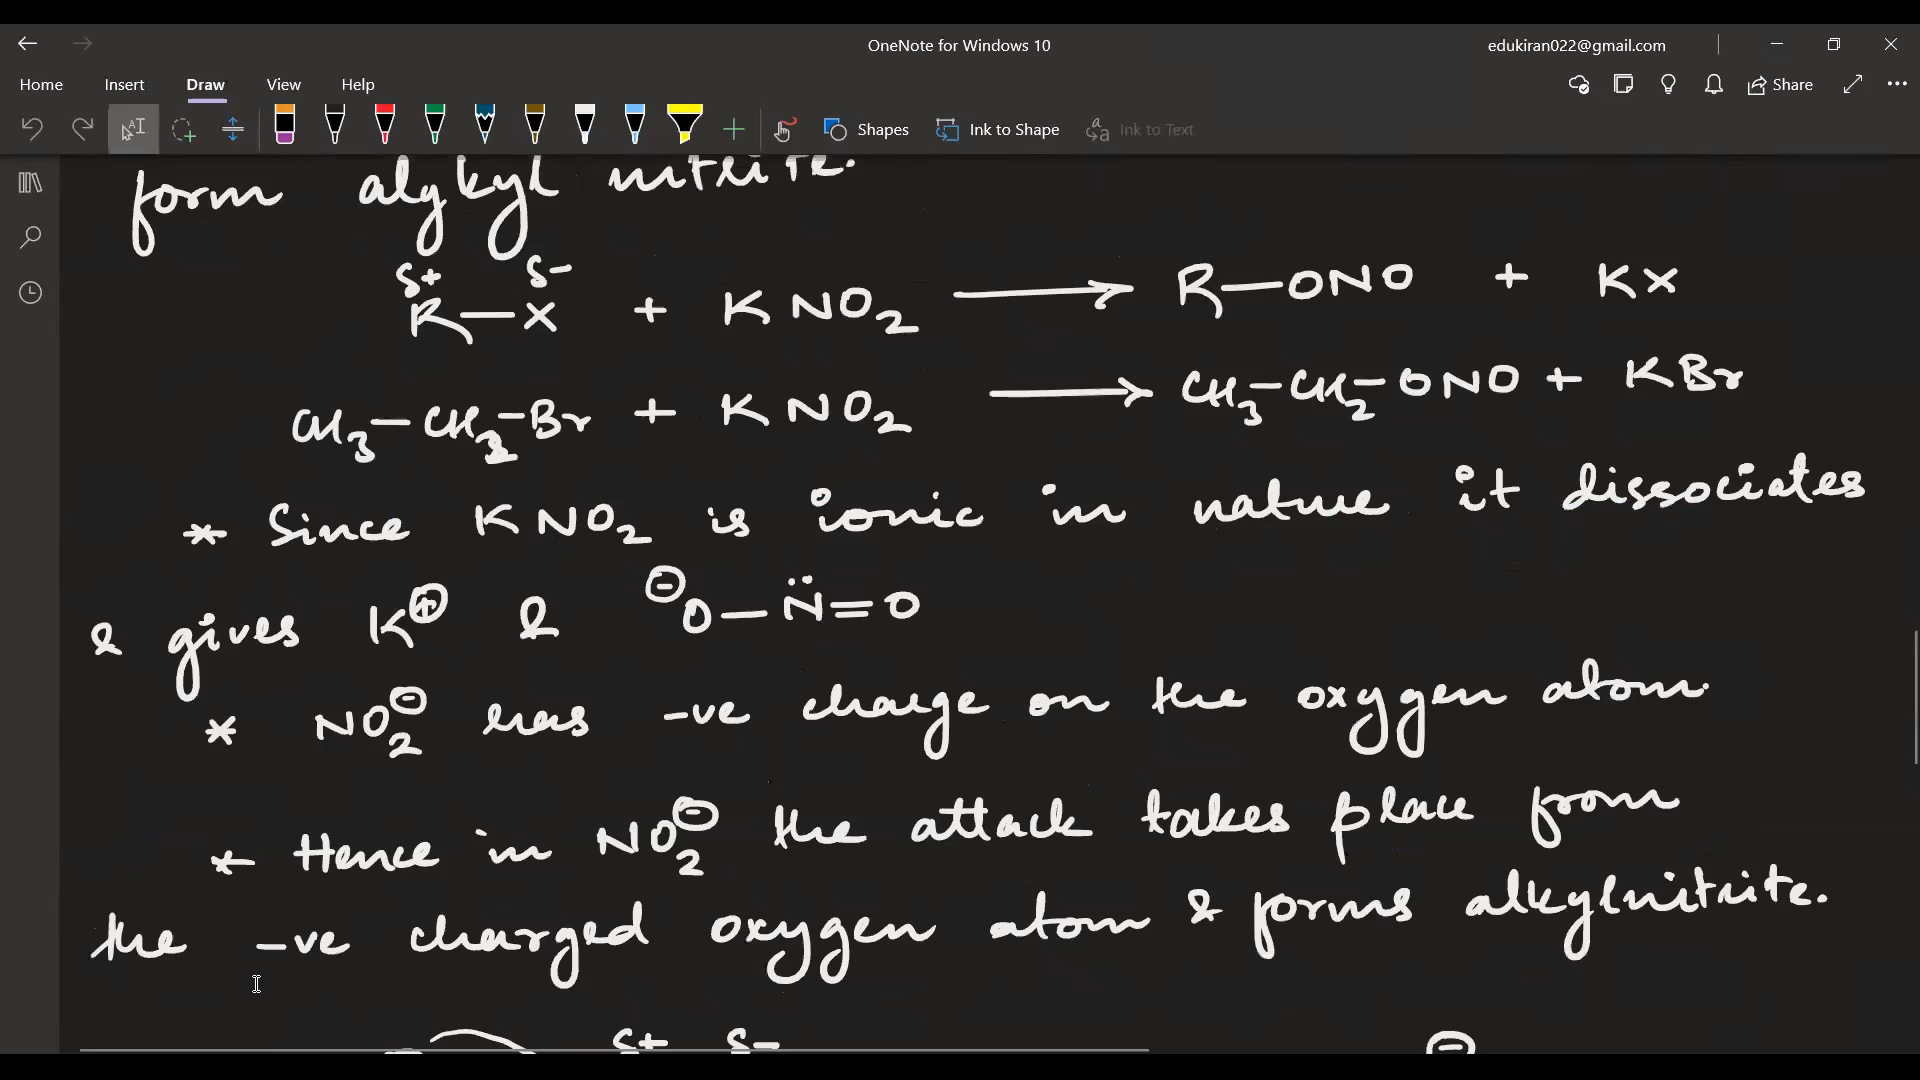 OneNote for Windows 10
edukiran022@gmail.com
Home Insert Draw View Help
Share
Shapes Ink to Shape Ink to Text
form algkyl nitrite.
δ+ δ-
R-X + KNO2 → R-ONO + KX
CH3-CH2-Br + KNO2 → CH3-CH2-ONO + KBr
* Since KNO2 is ionic in nature it dissociates
& gives K⊕ & ⊖O-N̈=O
* NO2⊖ has -ve charge on the oxygen atom.
* Hence in NO2⊖ the attack takes place from
the -ve charged oxygen atom & forms alkylnitrite.
δ+ δ- ⊖